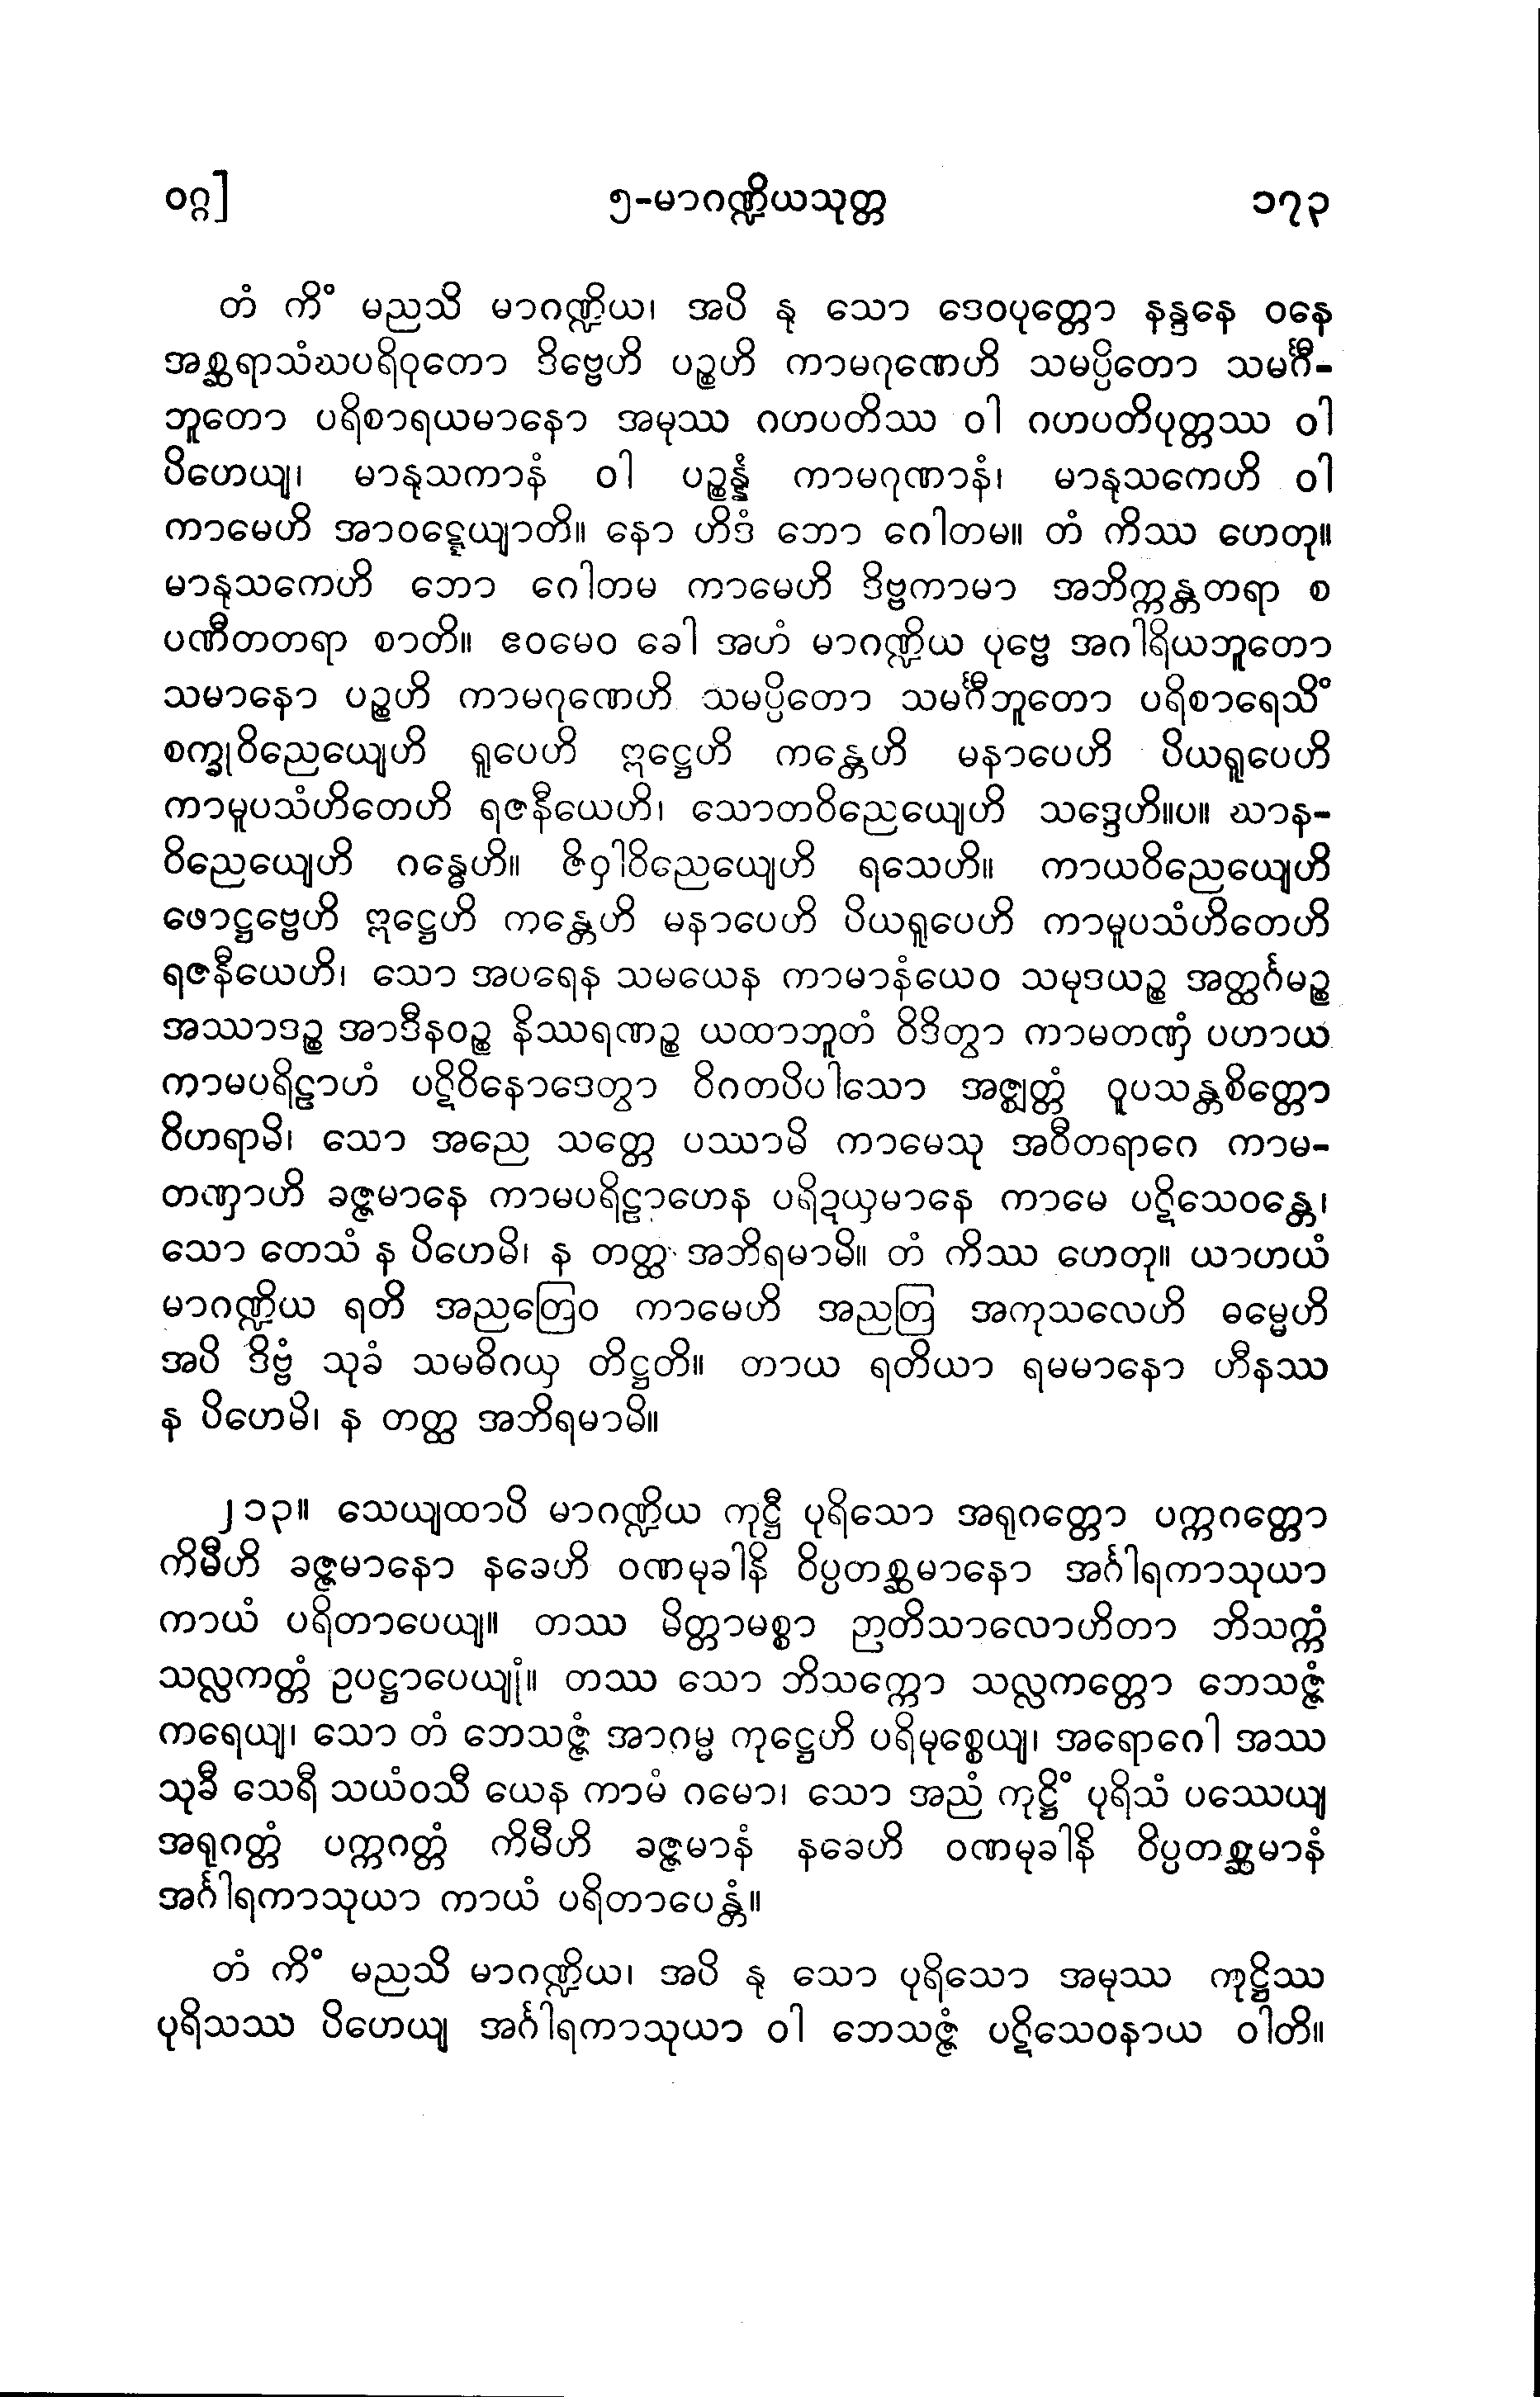 ဝဂ္ဂ]
၅-မာဂဏ္ဍိယသုတ္တ
၁၇၃
တံ ကိံ မညသိ မာဂဏ္ဍိယ၊ အပိ နု သော ဒေဝပုတ္တော နန္ဒနေ ဝနေ
အစ္ဆရာသံဃပရိဝုတော ဒိဗ္ဗေဟိ ပဉ္စဟိ ကာမဂုဏေဟိ သမပ္ပိတော သမင်္ဂီ-
ဘူတော ပရိစာရယမာနော အမုဿ ဂဟပတိဿ ဝါ ဂဟပတိပုတ္တဿ ဝါ
ပိဟေယျ၊ မာနုသကာနံ ဝါ ပဉ္စန္နံ ကာမဂုဏာနံ၊ မာနုသကေဟိ ဝါ
ကာမေဟိ အာဝဋ္ဋေယျာတိ။ နော ဟိဒံ ဘော ဂေါတမ။ တံ ကိဿ ဟေတု။
မာနုသကေဟိ ဘော ဂေါတမ ကာမေဟိ ဒိဗ္ဗကာမာ အဘိက္ကန္တတရာ စ
ပဏီတတရာ စာတိ။ ဧဝမေဝ ခေါ အဟံ မာဂဏ္ဍိယ ပုဗ္ဗေ အဂါရိယဘူတော
သမာနော ပဉ္စဟိ ကာမဂုဏေဟိ သမပ္ပိတော သမင်္ဂီဘူတော ပရိစာရေသိံ
စက္ခုဝိညေယျေဟိ ရူပေဟိ ဣဋ္ဌေဟိ ကန္တေဟိ မနာပေဟိ ပိယရူပေဟိ
ကာမူပသံဟိတေဟိ ရဇနီယေဟိ၊ သောတဝိညေယျေဟိ သဒ္ဒေဟိ။ပ။ ဃာန-
ဝိညေယျေဟိ ဂန္ဓေဟိ။ ဇိဝှါဝိညေယျေဟိ ရသေဟိ။ ကာယဝိညေယျေဟိ
ဖောဋ္ဌဗ္ဗေဟိ ဣဋ္ဌေဟိ ကန္တေဟိ မနာပေဟိ ပိယရူပေဟိ ကာမူပသံဟိတေဟိ
ရဇနီယေဟိ၊ သော အပရေန သမယေန ကာမာနံယေဝ သမုဒယဉ္စ အတ္ထင်္ဂမဉ္စ
အဿာဒဉ္စ အာဒီနဝဉ္စ နိဿရဏဉ္စ ယထာဘူတံ ဝိဒိတွာ ကာမတဏှံ ပဟာယ
ကာမပရိဠာဟံ ပဋိဝိနောဒေတွာ ဝိဂတပိပါသော အဇ္ဈတ္တံ ဝူပသန္တစိတ္တော
ဝိဟရာမိ၊ သော အညေ သတ္တေ ပဿာမိ ကာမေသု အဝီတရာဂေ ကာမ-
တဏှာဟိ ခဇ္ဇမာနေ ကာမပရိဠာဟေန ပရိဍယှမာနေ ကာမေ ပဋိသေဝန္တေ၊
သော တေသံ န ပိဟေမိ၊ န တတ္ထ အဘိရမာမိ။ တံ ကိဿ ဟေတု။ ယာဟယံ
မာဂဏ္ဍိယ ရတိ အညတြေဝ ကာမေဟိ အညတြ အကုသလေဟိ ဓမ္မေဟိ
အပိ ဒိဗ္ဗံ သုခံ သမဓိဂယှ တိဋ္ဌတိ။ တာယ ရတိယာ ရမမာနော ဟီနဿ
န ပိဟေမိ၊ န တတ္ထ အဘိရမာမိ။
၂၁၃။ သေယျထာပိ မာဂဏ္ဍိယ ကုဋ္ဌီ ပုရိသော အရုဂတ္တော ပက္ကဂတ္တော
ကိမီဟိ ခဇ္ဇမာနော နခေဟိ ဝဏမုခါနိ ဝိပ္ပတစ္ဆမာနော အင်္ဂါရကာသုယာ
ကာယံ ပရိတာပေယျ။ တဿ မိတ္တာမစ္စာ ဉာတိသာလောဟိတာ ဘိသက္ကံ
သလ္လကတ္တံ ဥပဋ္ဌာပေယျုံ။ တဿ သော ဘိသက္ကော သလ္လကတ္တော ဘေသဇ္ဇံ
ကရေယျ၊ သော တံ ဘေသဇ္ဇံ အာဂမ္မ ကုဋ္ဌေဟိ ပရိမုစ္စေယျ၊ အရောဂေါ အဿ
သုခီ သေရီ သယံဝသီ ယေန ကာမံ ဂမော၊ သော အညံ ကုဋ္ဌိံ ပုရိသံ ပဿေယျ
အရုဂတ္တံ ပက္ကဂတ္တံ ကိမီဟိ ခဇ္ဇမာနံ နခေဟိ ဝဏမုခါနိ ဝိပ္ပတစ္ဆမာနံ
အင်္ဂါရကာသုယာ ကာယံ ပရိတာပေန္တံ။
တံ ကိံ မညသိ မာဂဏ္ဍိယ၊ အပိ နု သော ပုရိသော အမုဿ ကုဋ္ဌိဿ
ပုရိသဿ ပိဟေယျ အင်္ဂါရကာသုယာ ဝါ ဘေသဇ္ဇံ ပဋိသေဝနာယ ဝါတိ။